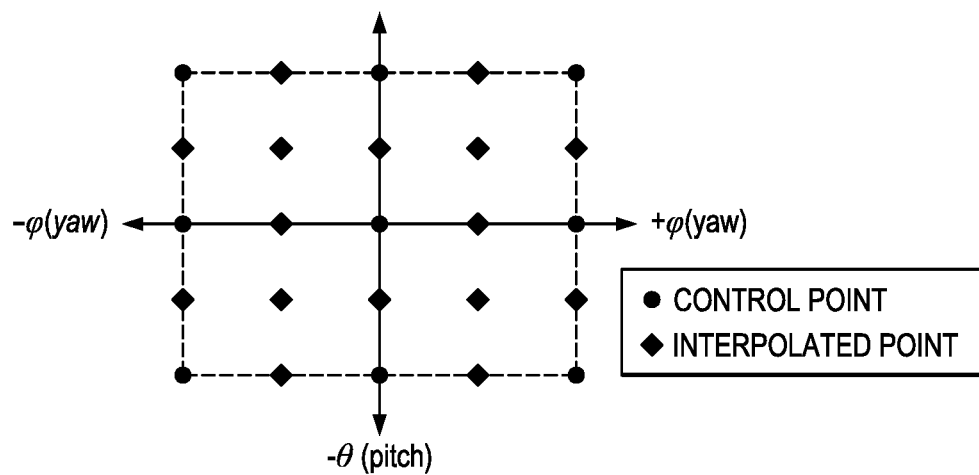 –φ(yaw)
+φ(yaw)
CONTROL POINT
INTERPOLATED POINT
-θ (pitch)